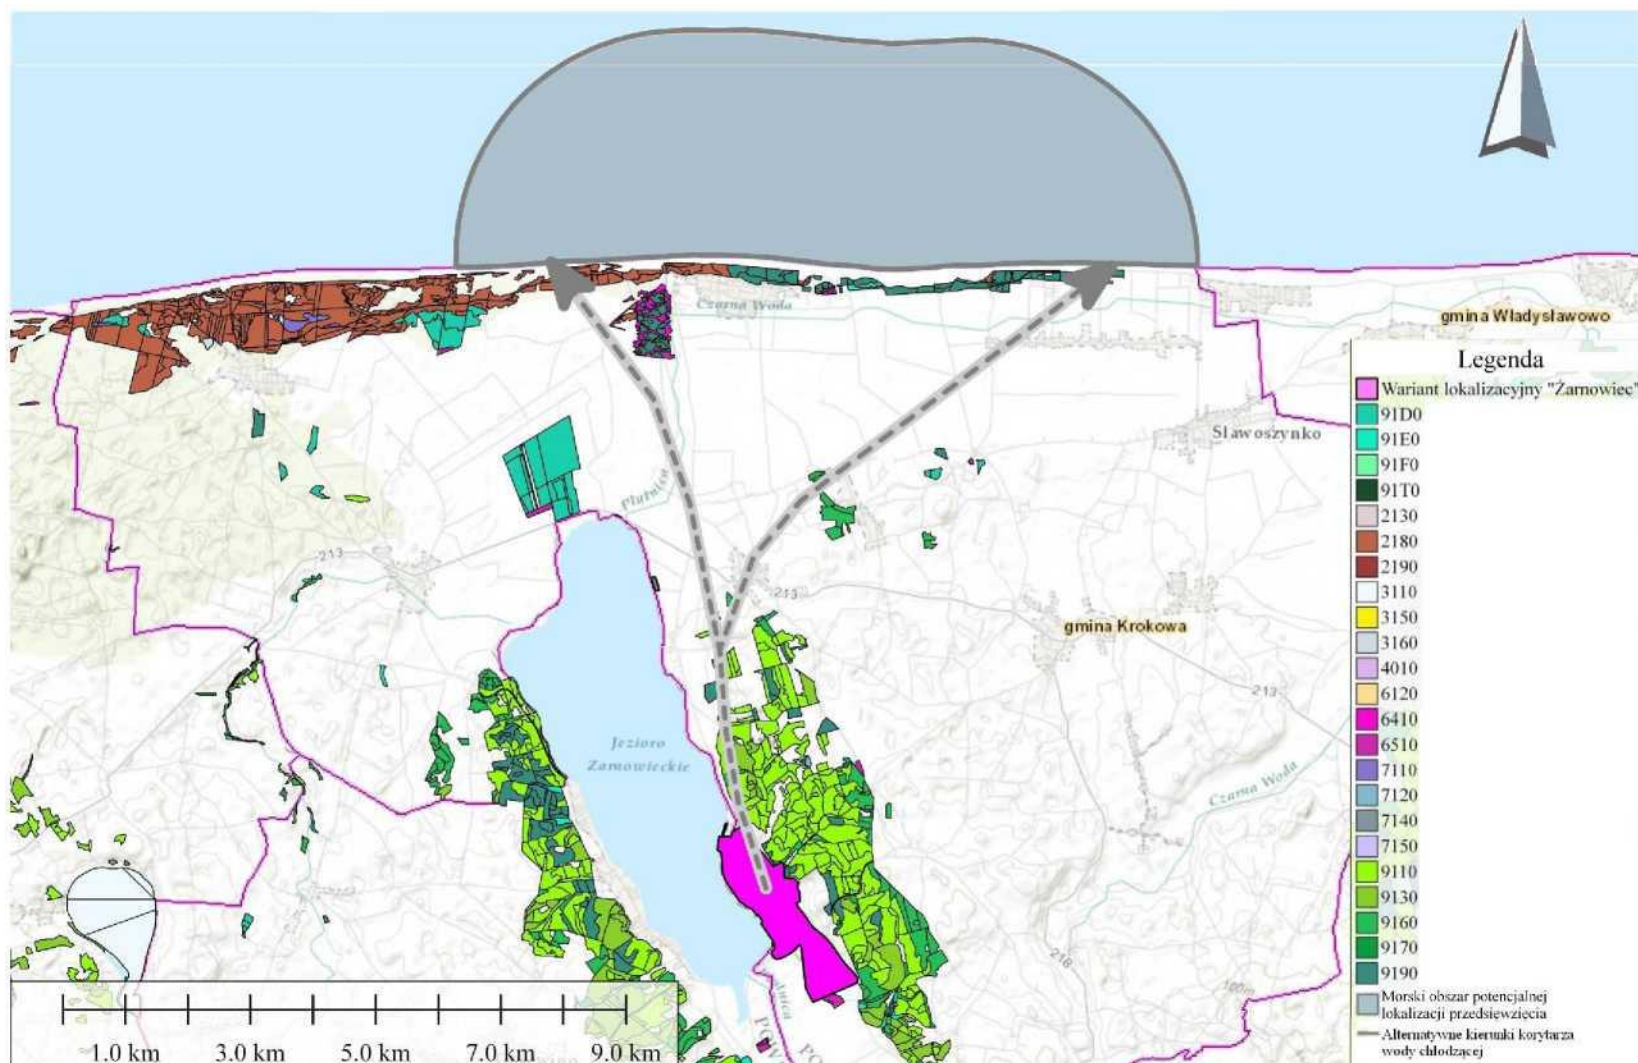 Czarna Woda
gmina Władysławowo
Legenda
Wariant lokalizacyjny "Żarnowiec"
91D0
91E0
91F0
91T0
2130
2180
2190
3110
3150
3160
4010
6120
6410
6510
7110
7120
7140
7150
9110
9130
9160
9170
9190
Morski obszar potencjalnej
lokalizacji przedsięwzięcia
Alternatywne kierunki korytarza
wody chłodzącej
Sławoszynko
Płutnica
213
213
gmina Krokowa
213
Jezioro
Żarnowieckie
Czarna Woda
218
100m
1.0 km
3.0 km
5.0 km
7.0 km
9.0 km